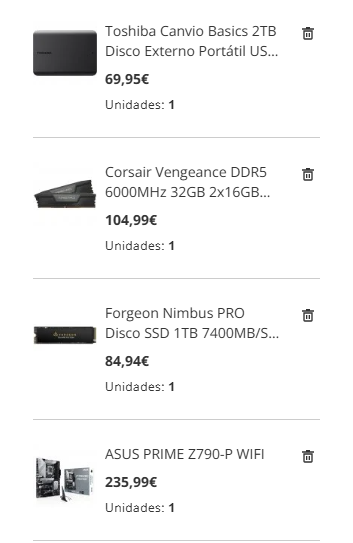 Toshiba Canvio Basics 2TB
Disco Externo Portátil US...
69,95€
Unidades: 1
Corsair Vengeance DDR5
6000MHz 32GB 2x16GB...
104,99€
Unidades: 1
Forgeon Nimbus PRO
Disco SSD 1TB 7400MB/S...
84,94€
Unidades: 1
ASUS PRIME Z790-P WIFI
235,99€
Unidades: 1